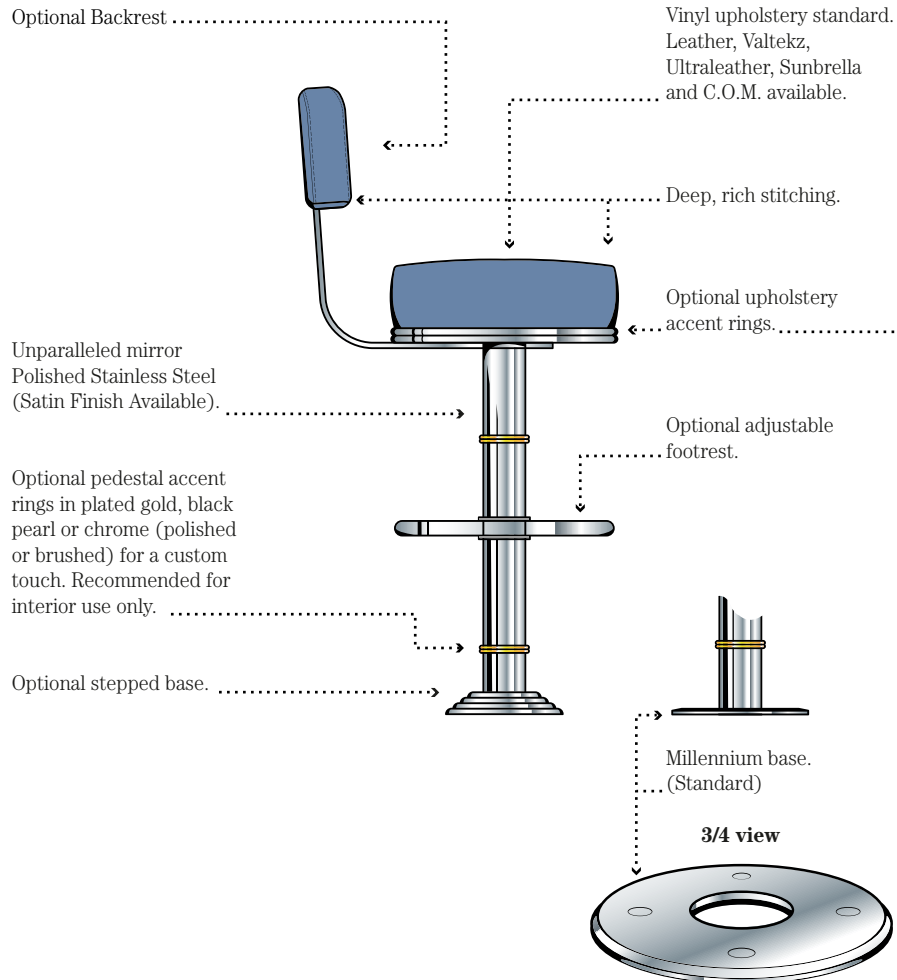 Optional Backrest
Vinyl upholstery standard.
Leather, Valtekz,
Ultraleather, Sunbrella
and C.O.M. available.
Deep, rich stitching.
Optional upholstery
accent rings.
Unparalleled mirror
Polished Stainless Steel
(Satin Finish Available).
Optional adjustable
footrest.
Optional pedestal accent
rings in plated gold, black
pearl or chrome (polished
or brushed) for a custom
touch. Recommended for
interior use only.
Optional stepped base.
Millennium base.
(Standard)
3/4 view